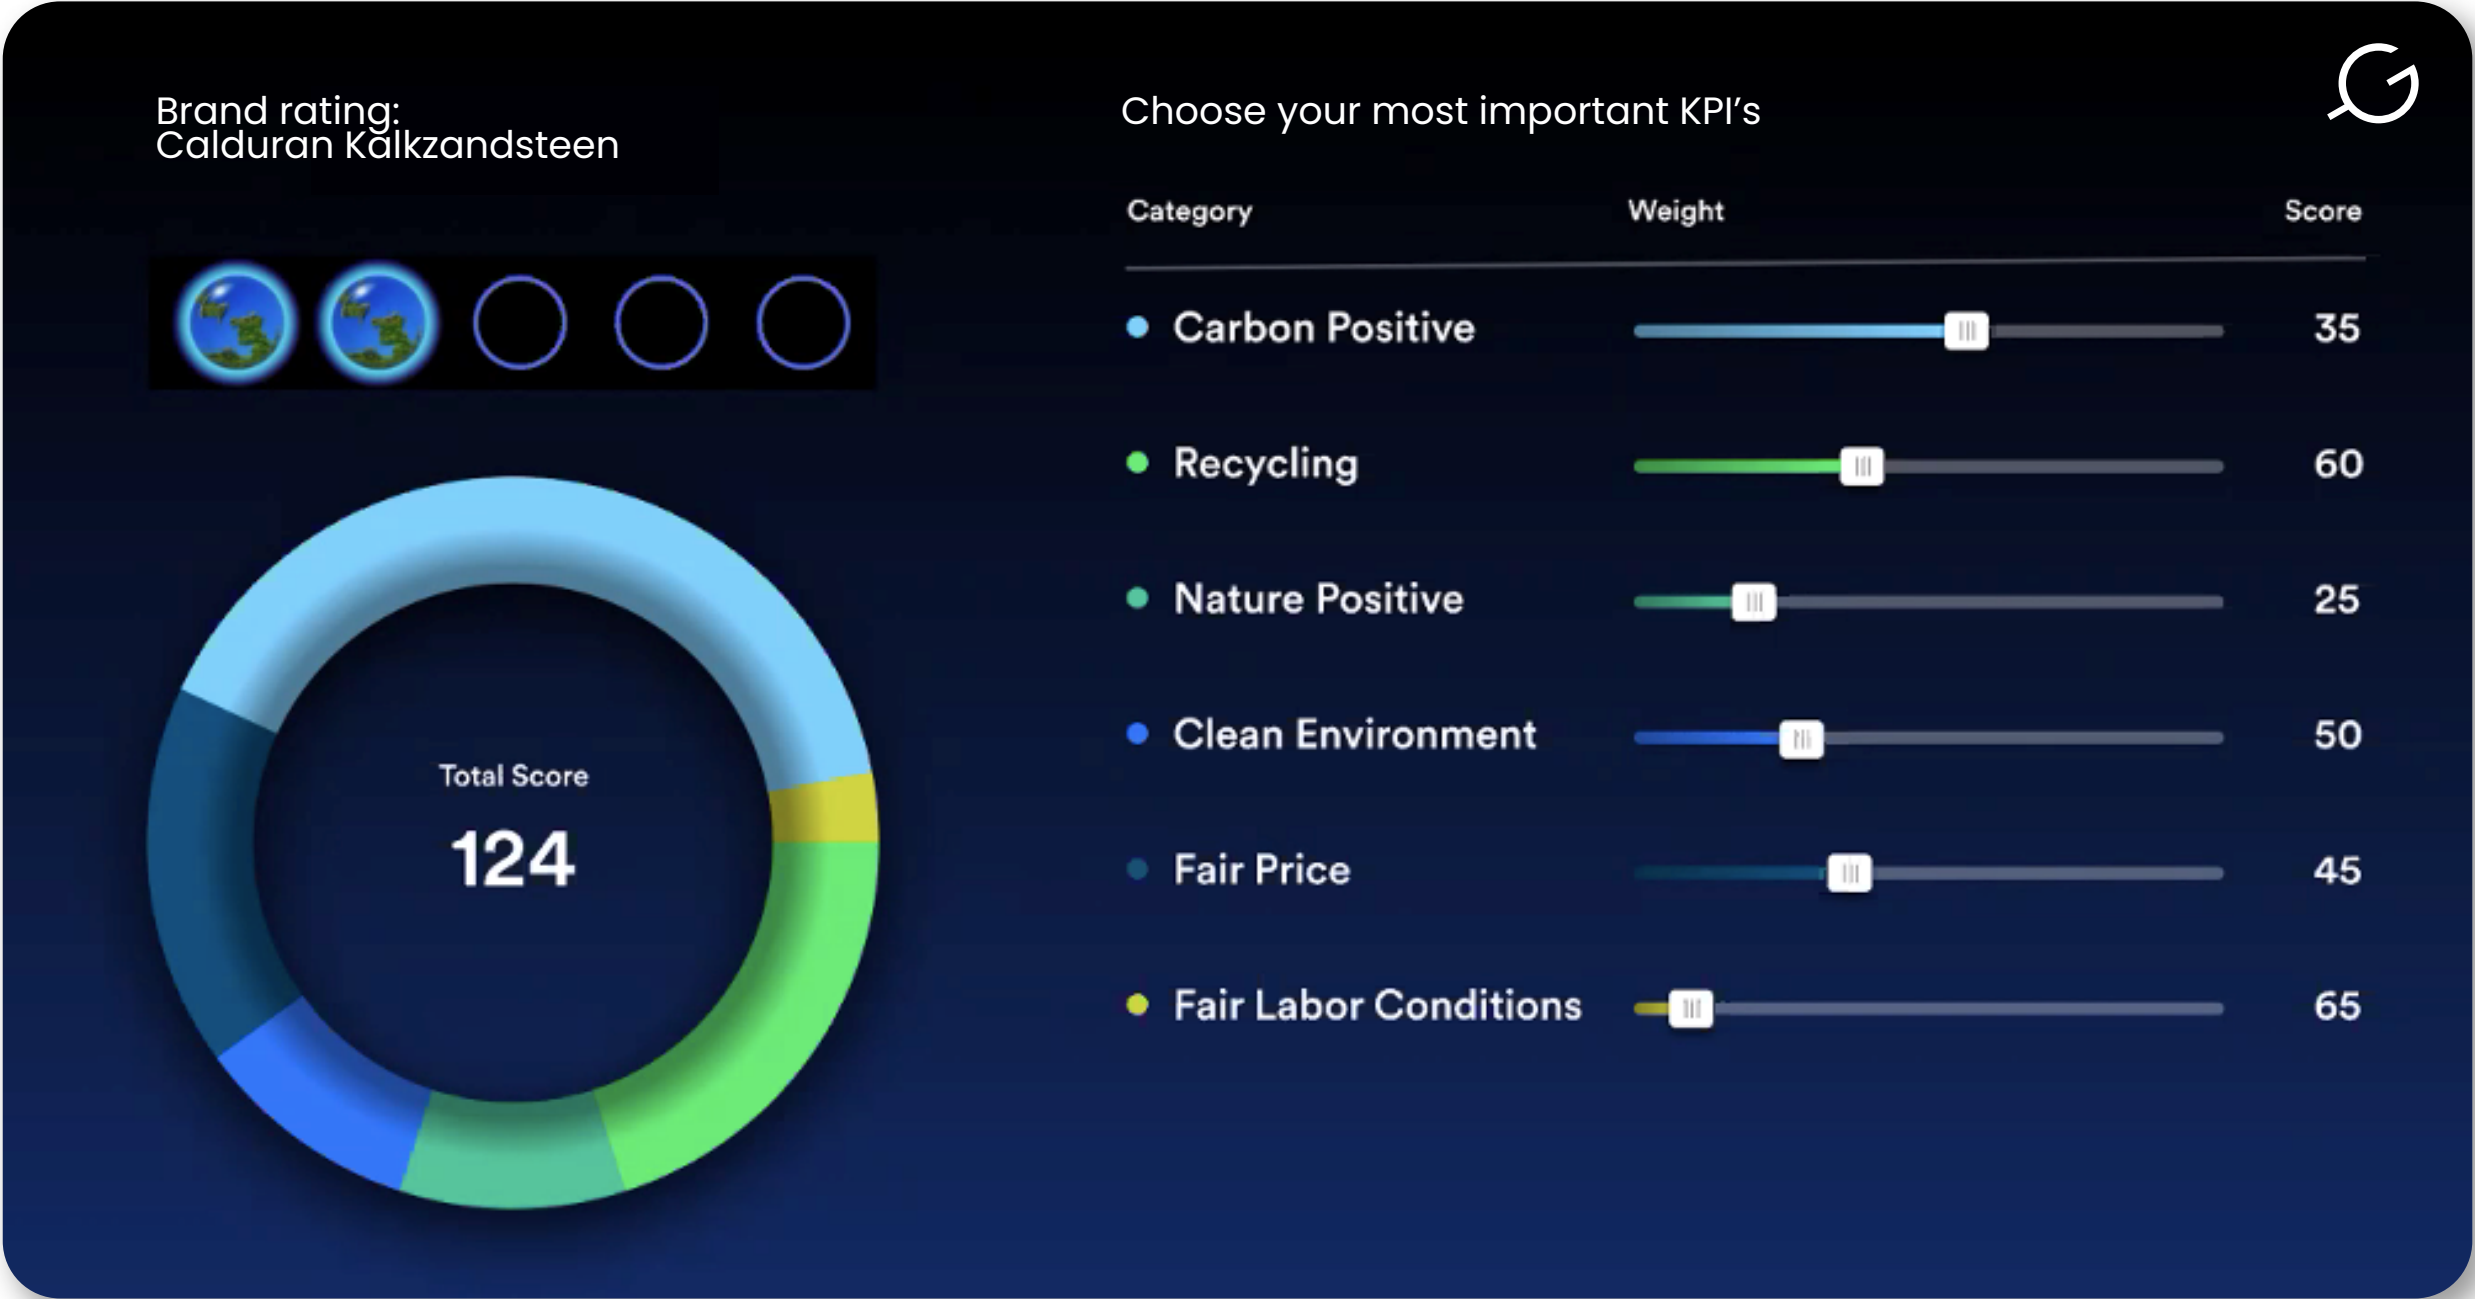 Brand rating:
Calduran Kalkzandsteen
Total Score
124
Choose your most important KPI's
Category Weight Score
Carbon Positive 35
Recycling 60
Nature Positive 25
Clean Environment 50
Fair Price 45
Fair Labor Conditions 65